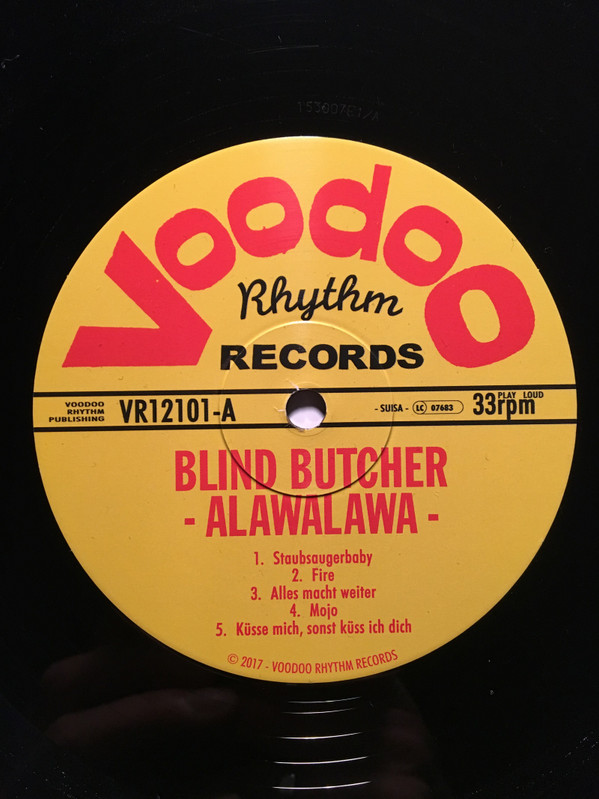 Voodoo
Rhythm
RECORDS
VOODOO
RHYTHM
PUBLISHING
VR12101-A
- SUISA -
LC 07683
33rpm
PLAY LOUD
BLIND BUTCHER
- ALAWALAWA -
1. Staubsaugerbaby
2. Fire
3. Alles macht weiter
4. Mojo
5. Küsse mich, sonst küss ich dich
© 2017 - VOODOO RHYTHM RECORDS